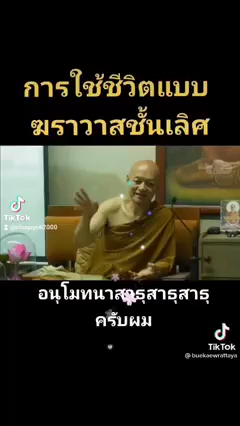 การใช้ชีวิตแบบ
ฆราวาสชั้นเลิศ
TikTok
อนุโมทนาสาธุสาธุสาธุ
ครับผม
TikTok
@buekaewrattaya